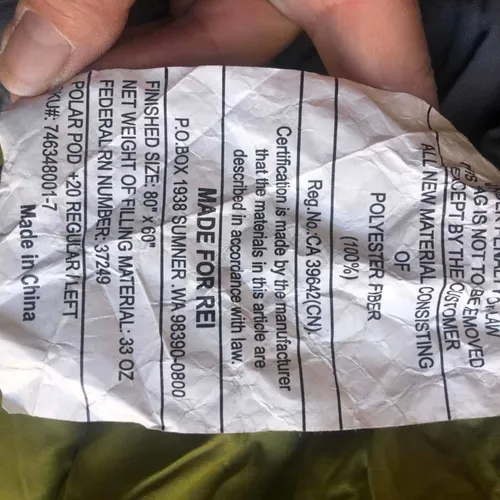 LAW
TAG IS NOT TO BE REMOVED
EXCEPT BY THE CUSTOMER
ALL NEW MATERIAL CONSISTING
OF
POLYESTER FIBER
(100%)
Reg.No.CA 39642(CN)
Certification is made by the manufacturer
that the materials in this article are
described in accordance with law.
MADE FOR REI
P.O.BOX 1938 SUMNER .WA 98390-0800
FINISHED SIZE: 80" X 60"
NET WEIGHT OF FILLING MATERIAL: 33 OZ
FEDERAL RN NUMBER: 37249
POLAR POD +20 REGULAR / LEFT
SKU#: 746348001-7
Made in China